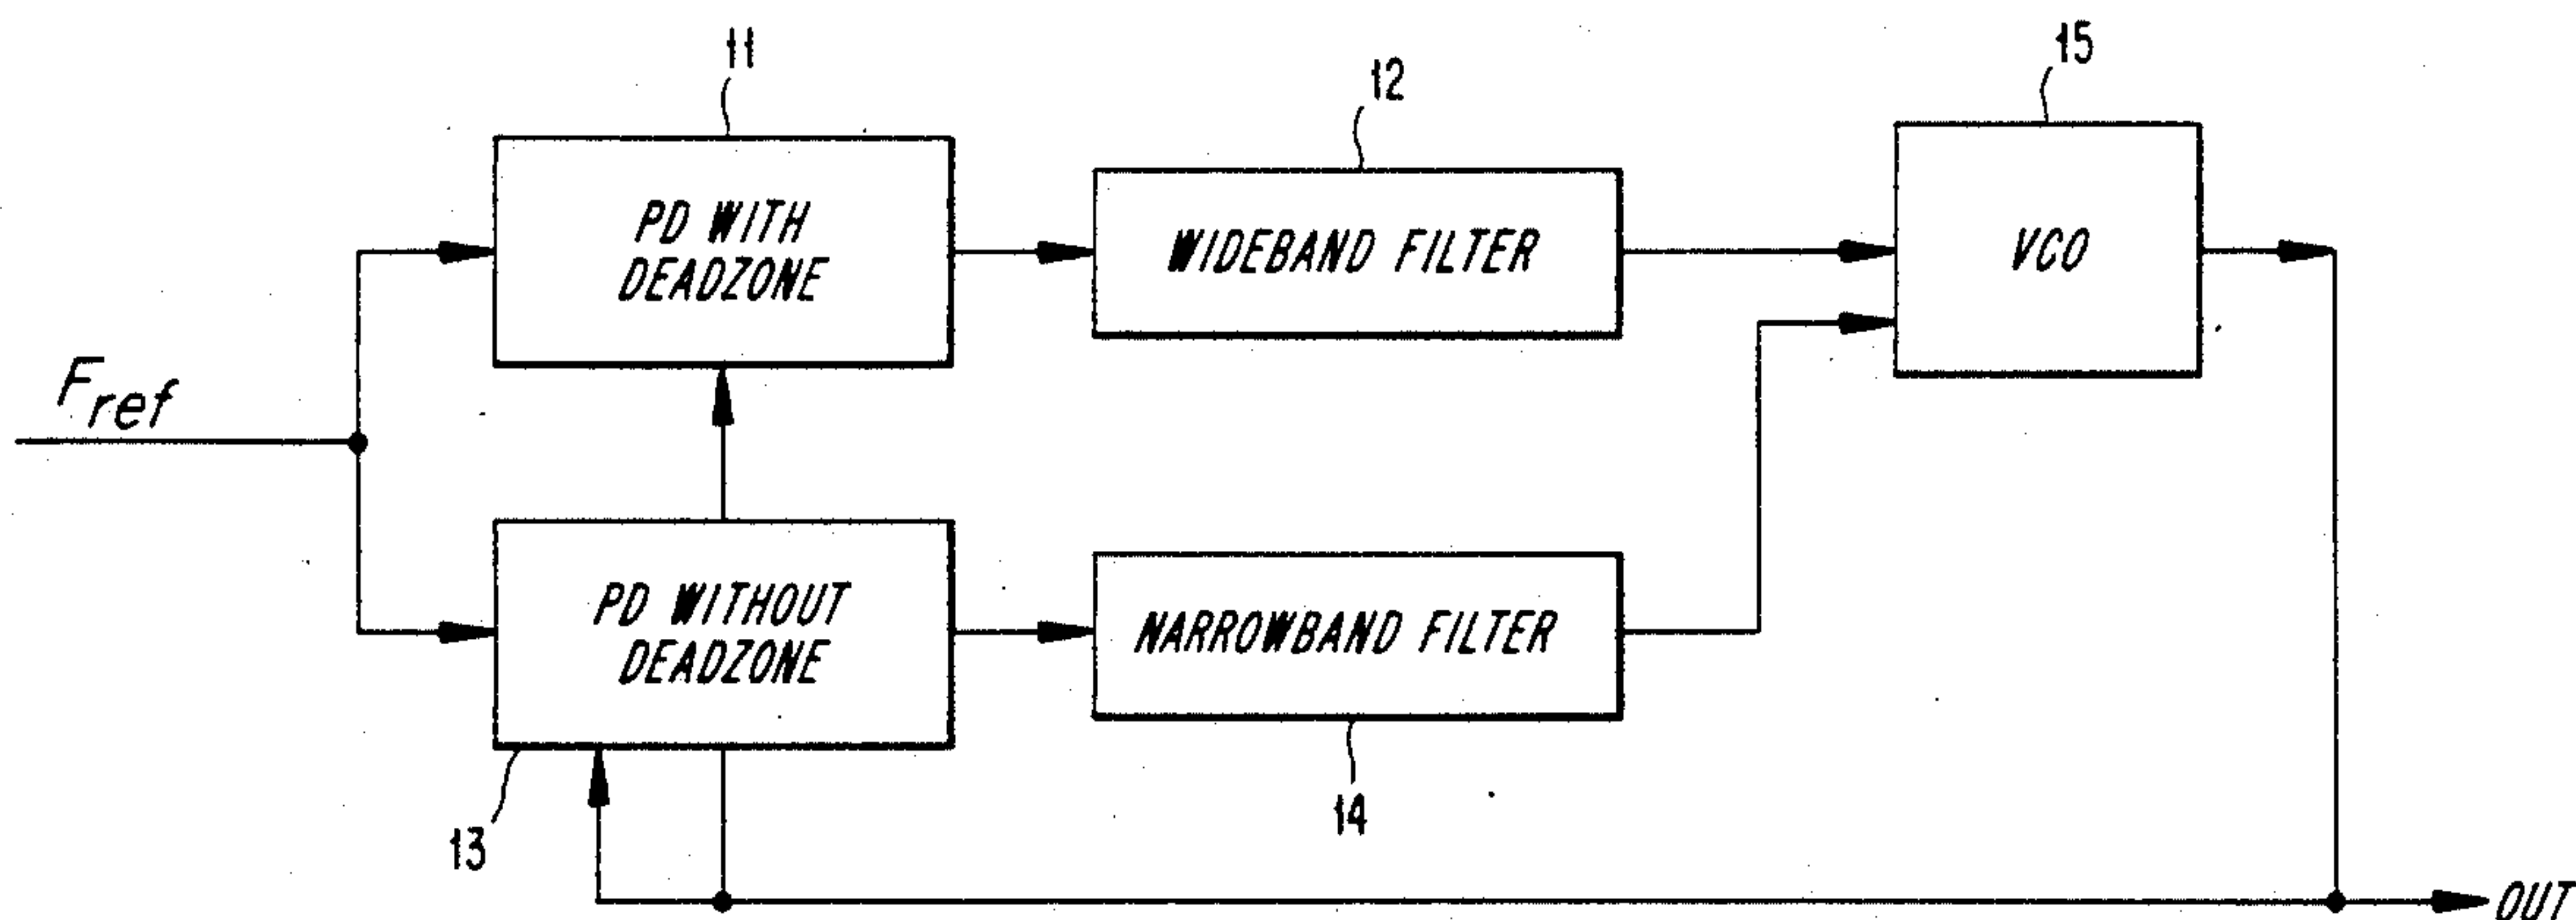 11
12
15
PD WITH
DEADZONE
WIDEBAND FILTER
VCO
Fref
PD WITHOUT
DEADZONE
NARROWBAND FILTER
13
14
OUT